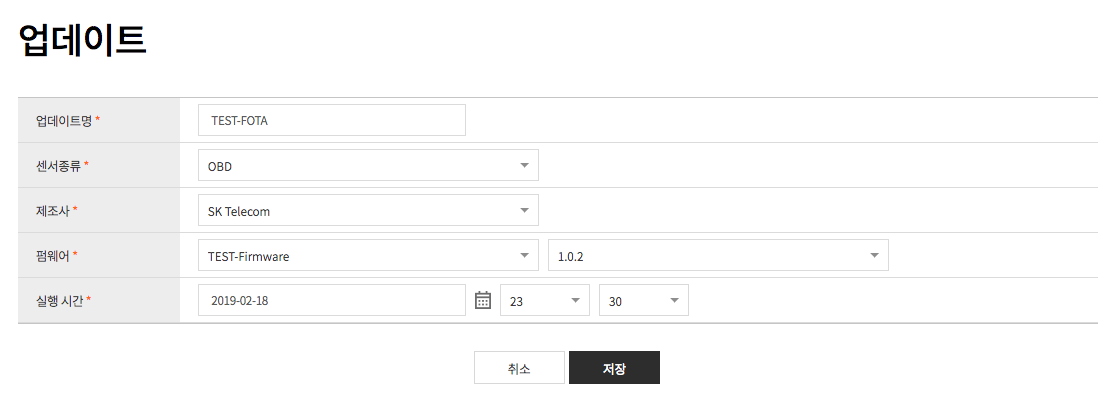 업데이트
업데이트명 * TEST-FOTA
센서종류 * OBD
제조사 * SK Telecom
펌웨어 * TEST-Firmware 1.0.2
실행 시간 * 2019-02-18 23 30
취소 저장